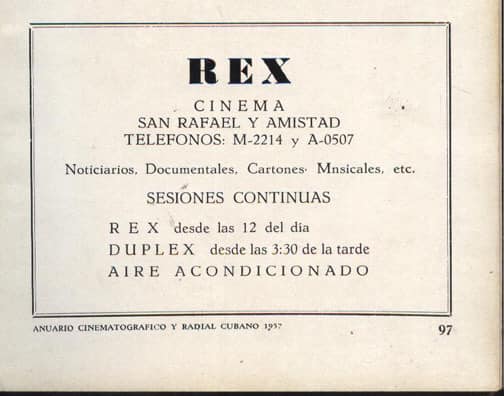 REX
CINEMA
SAN RAFAEL Y AMISTAD
TELEFONOS: M-2214 y A-0507
Noticiarios, Documentales, Cartones· Mnsicales, etc.
SESIONES CONTINUAS
REX desde las 12 del día
DUPLEX desde las 3:30 de la tarde
AIRE ACONDICIONADO
ANUARIO CINEMATOGRAFICO Y RADIAL CUBANO 1957
97